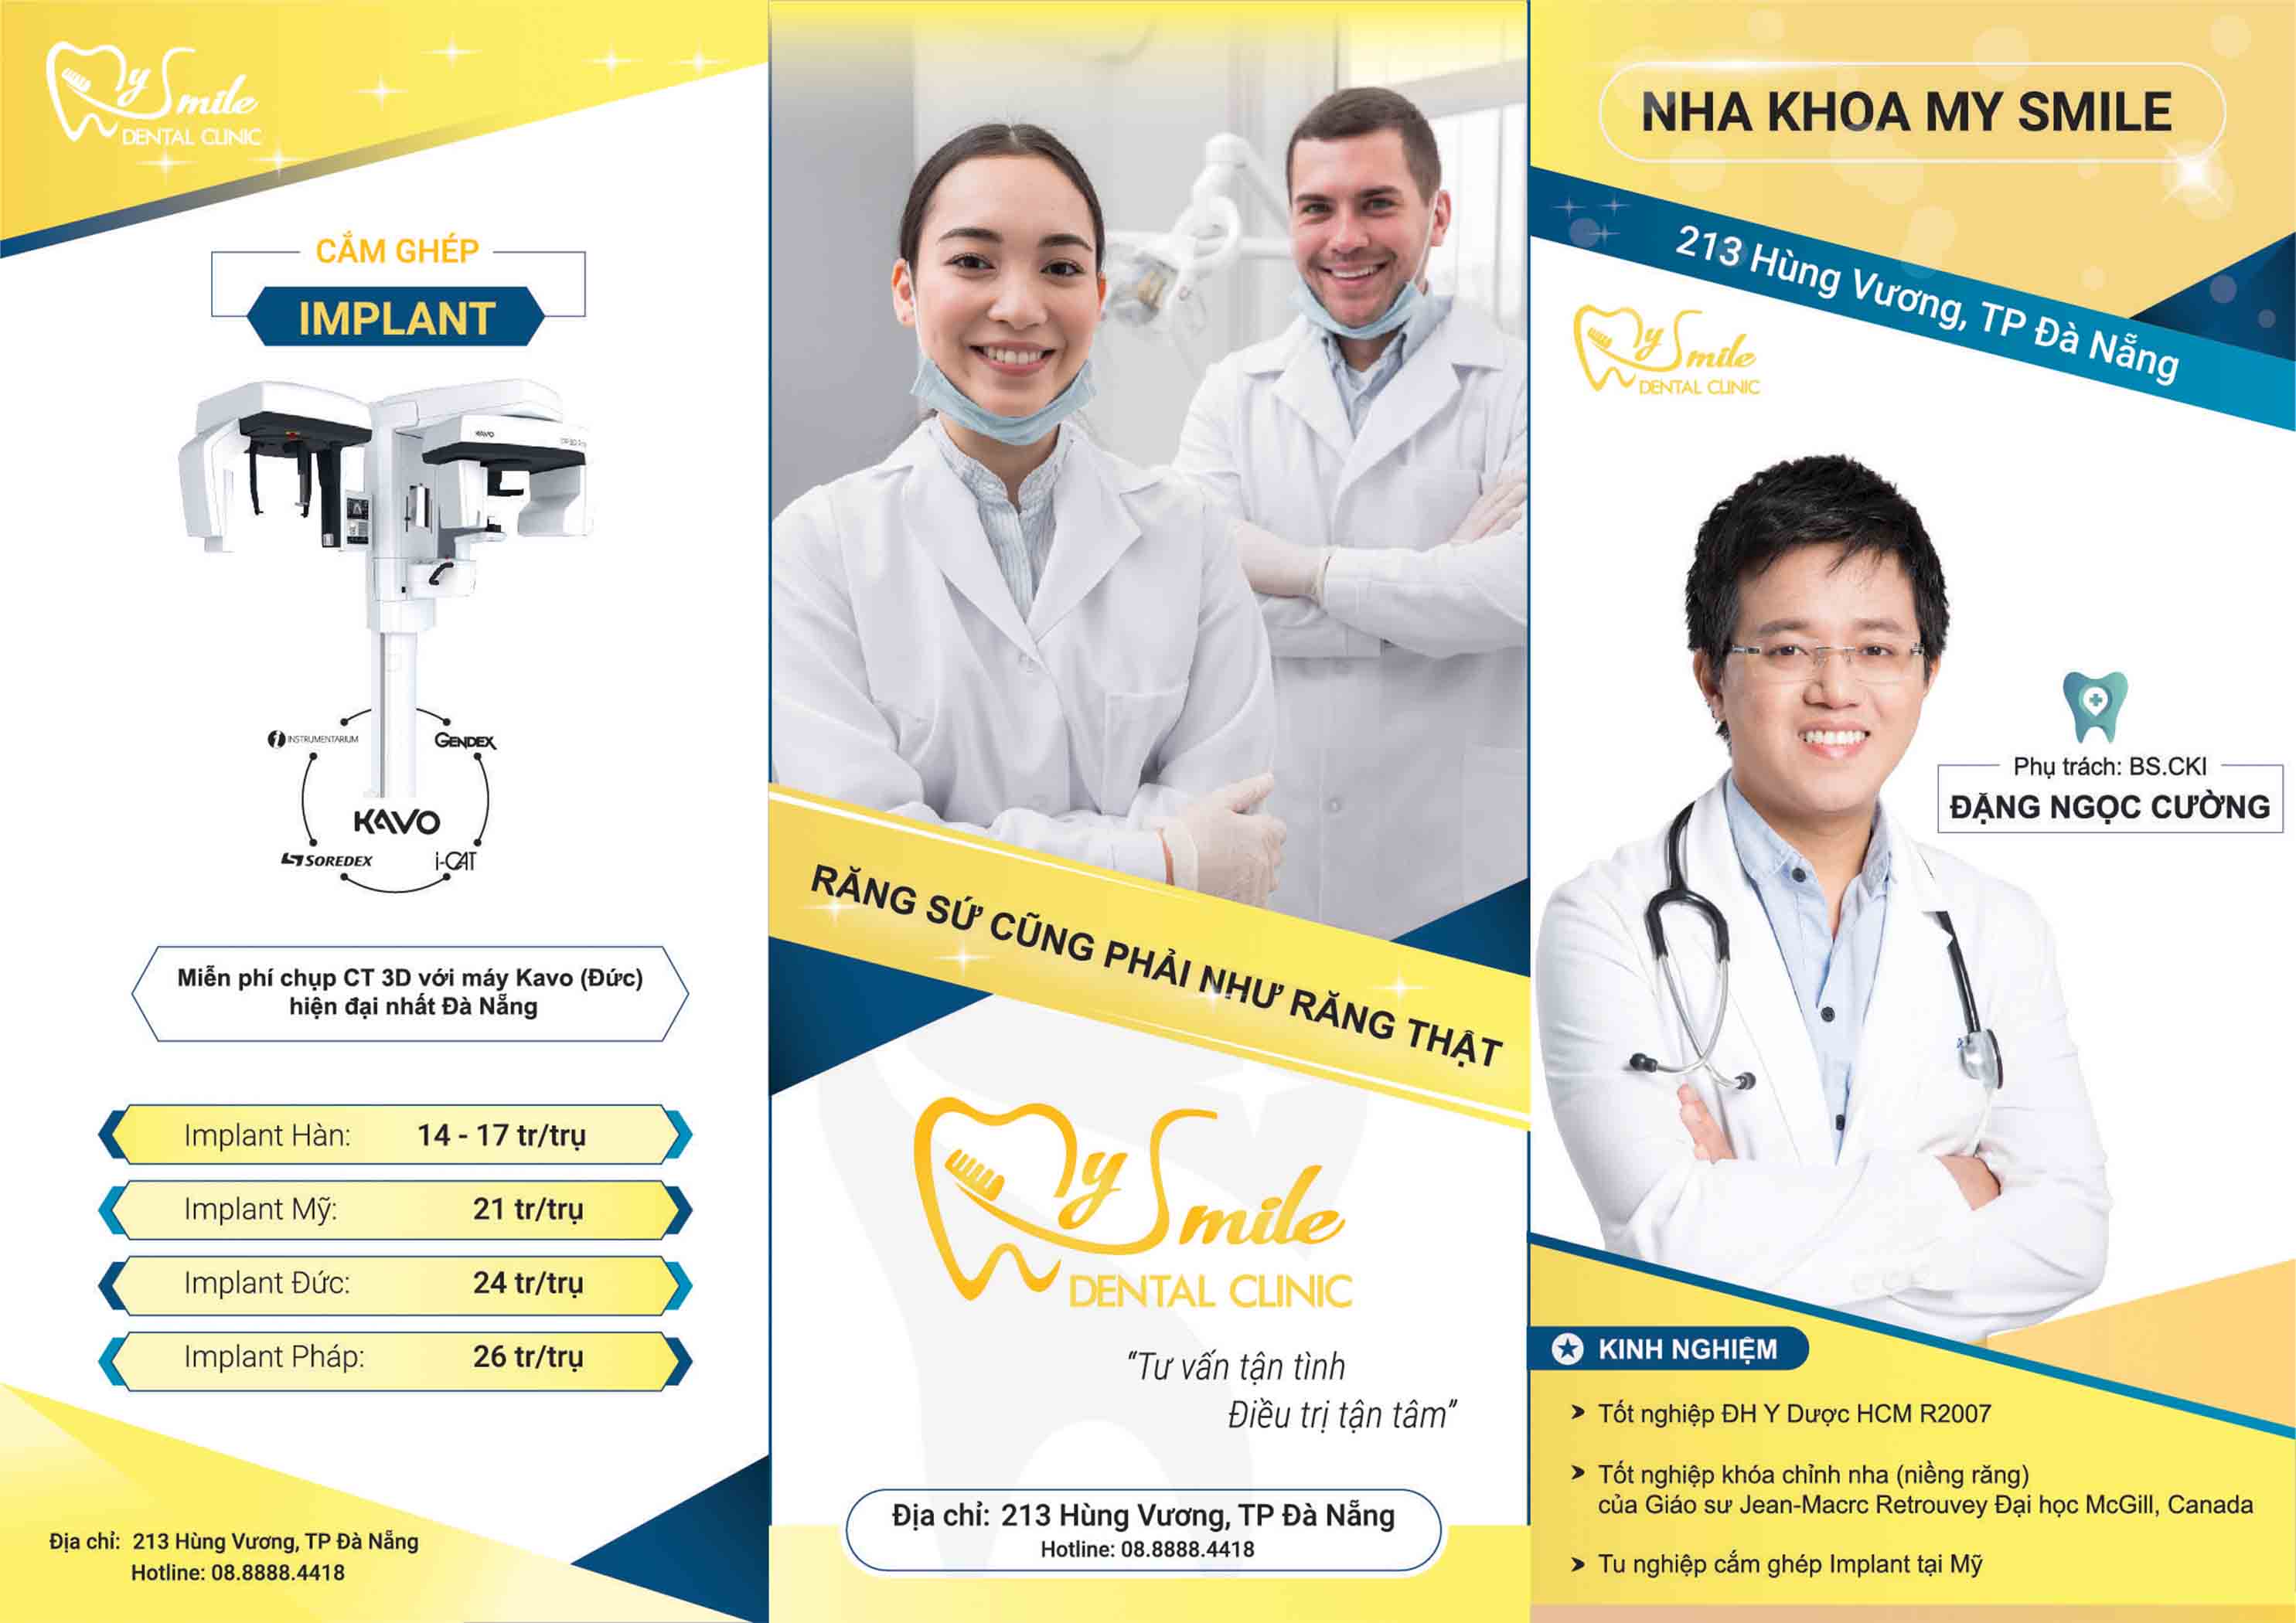 My Smile
DENTAL CLINIC
CẮM GHÉP
IMPLANT
KAVO
INSTRUMENTARIUM
GENDEX
KAVO
SOREDEX
i-CAT
Miễn phí chụp CT 3D với máy Kavo (Đức)
hiện đại nhất Đà Nẵng
Implant Hàn: 14 - 17 tr/trụ
Implant Mỹ: 21 tr/trụ
Implant Đức: 24 tr/trụ
Implant Pháp: 26 tr/trụ
Địa chỉ: 213 Hùng Vương, TP Đà Nẵng
Hotline: 08.8888.4418
RĂNG SỨ CŨNG PHẢI NHƯ RĂNG THẬT
My Smile
DENTAL CLINIC
"Tư vấn tận tình
Điều trị tận tâm"
Địa chỉ: 213 Hùng Vương, TP Đà Nẵng
Hotline: 08.8888.4418
NHA KHOA MY SMILE
213 Hùng Vương, TP Đà Nẵng
My Smile
DENTAL CLINIC
Phụ trách: BS.CKI
ĐẶNG NGỌC CƯỜNG
KINH NGHIỆM
Tốt nghiệp ĐH Y Dược HCM R2007
Tốt nghiệp khóa chỉnh nha (niềng răng)
của Giáo sư Jean-Macrc Retrouvey Đại học McGill, Canada
Tu nghiệp cắm ghép Implant tại Mỹ